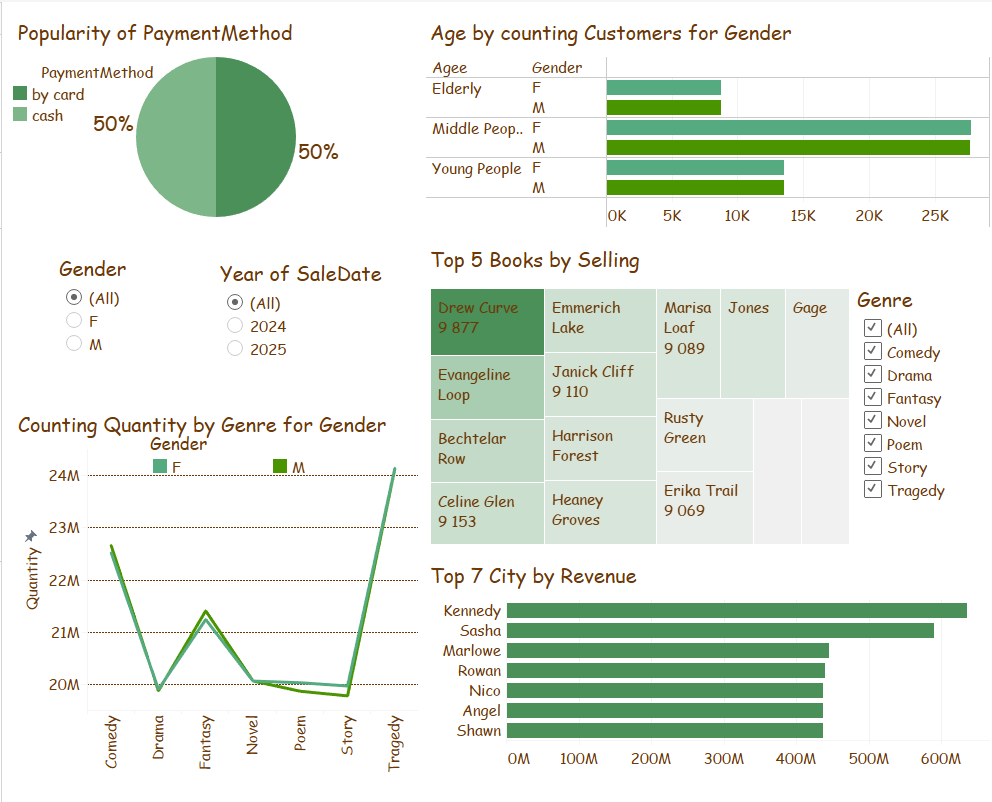 Popularity of PaymentMethod
PaymentMethod
by card
cash
50%
50%
Age by counting Customers for Gender
Agee Gender
Elderly F
M
Middle Peop.. F
M
Young People F
M
0K 5K 10K 15K 20K 25K
Gender
(All)
F
M
Year of SaleDate
(All)
2024
2025
Top 5 Books by Selling
Drew Curve
9 877
Evangeline
Loop
Bechtelar
Row
Celine Glen
9 153
Emmerich
Lake
Janick Cliff
9 110
Harrison
Forest
Heaney
Groves
Marisa
Loaf
9 089
Jones
Gage
Rusty
Green
Erika Trail
9 069
Genre
(All)
Comedy
Drama
Fantasy
Novel
Poem
Story
Tragedy
Counting Quantity by Genre for Gender
Gender
F M
24M
23M
22M
21M
20M
Quantity
Comedy
Drama
Fantasy
Novel
Poem
Story
Tragedy
Top 7 City by Revenue
Kennedy
Sasha
Marlowe
Rowan
Nico
Angel
Shawn
0M 100M 200M 300M 400M 500M 600M